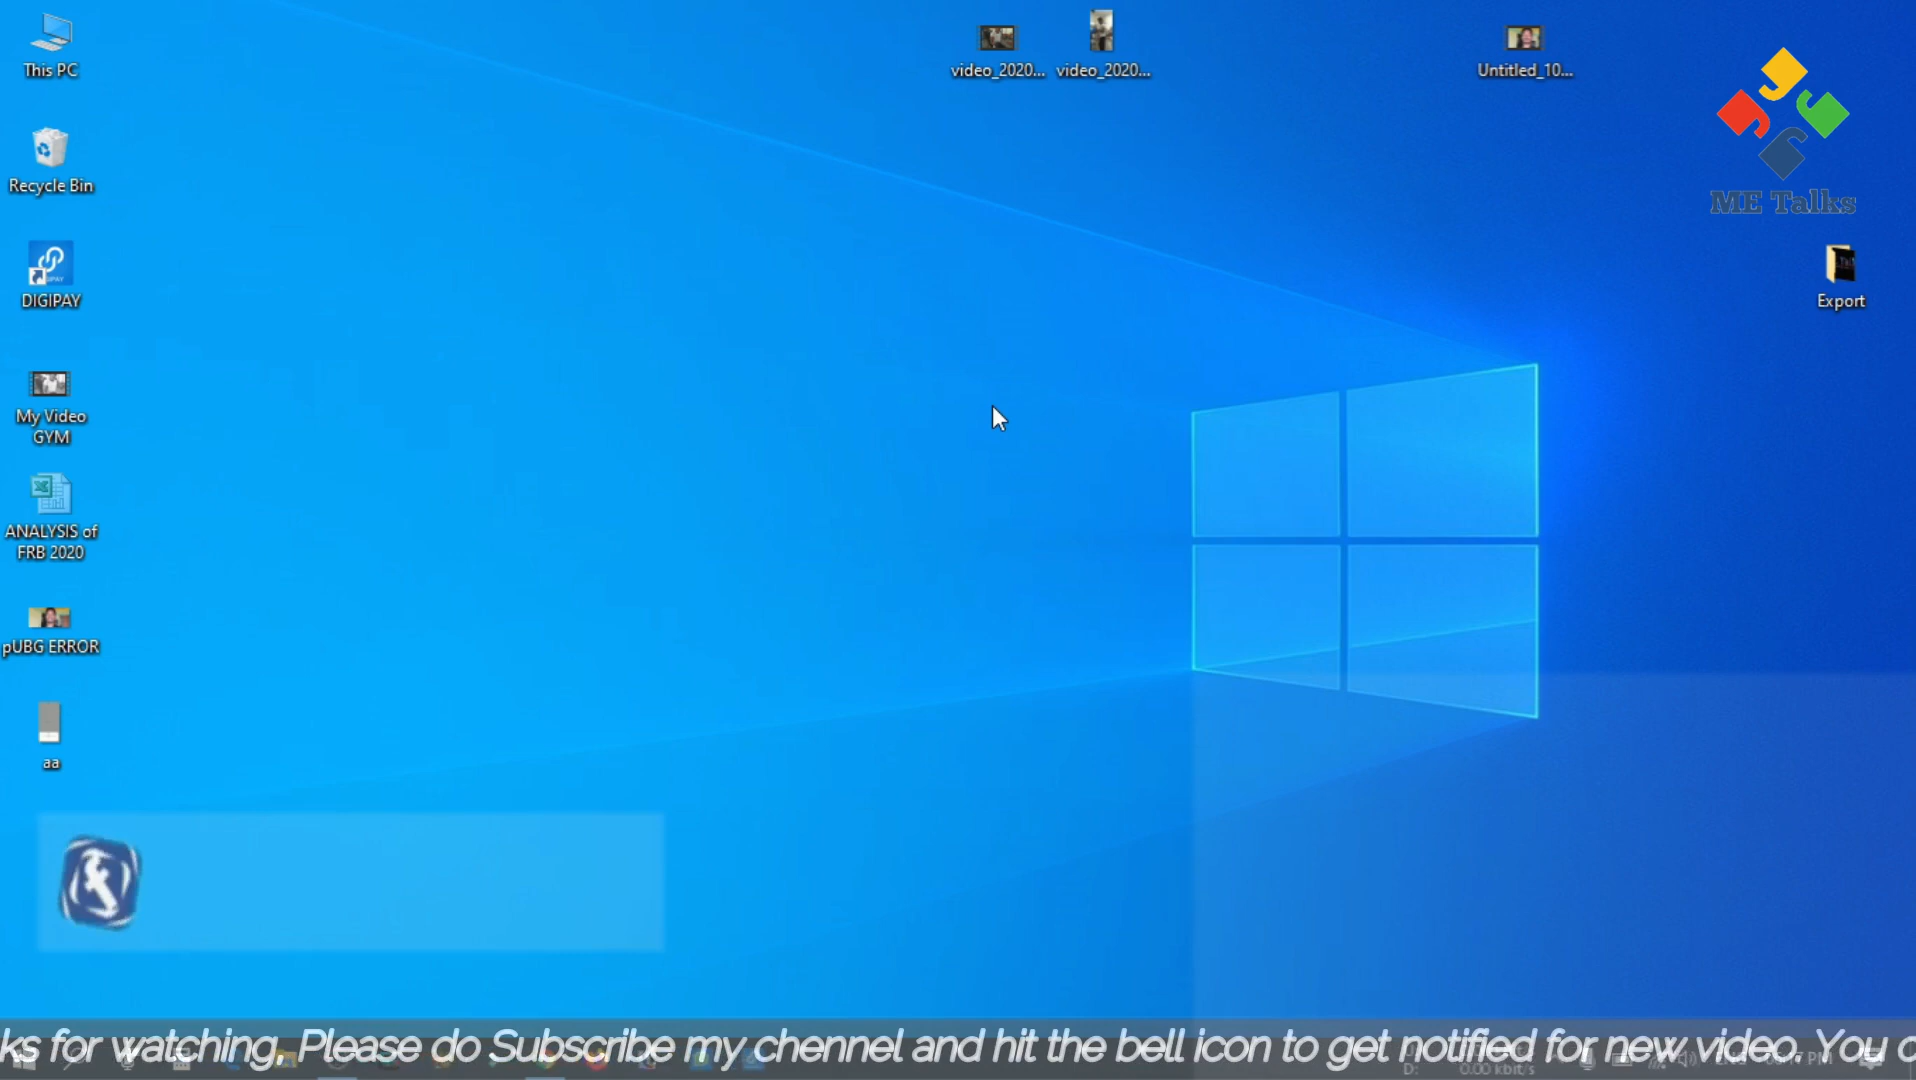 This PC
video_2020...
video_2020...
Untitled_10...
ME Talks
Recycle Bin
DIGIPAY
Export
My Video
GYM
ANALYSIS of
FRB 2020
pUBG ERROR
aa
ks for watching, Please do Subscribe my chennel and hit the bell icon to get notified for new video. You c
D:
0.00 kbit/s